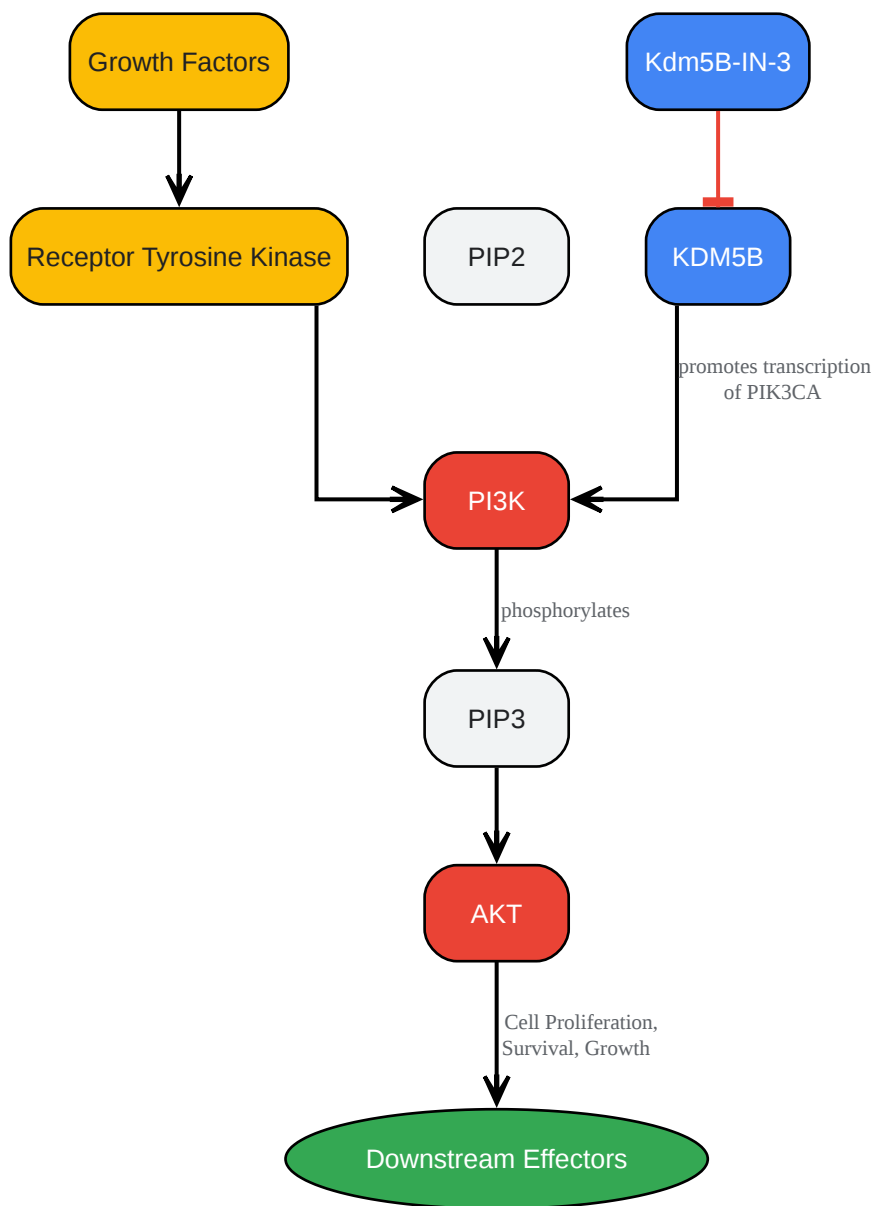 Growth Factors
Kdm5B-IN-3
Receptor Tyrosine Kinase
PIP2
KDM5B
promotes transcription
of PIK3CA
PI3K
phosphorylates
PIP3
AKT
Cell Proliferation,
Survival, Growth
Downstream Effectors